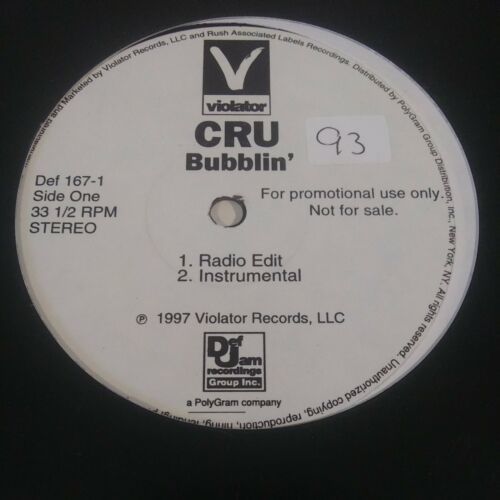 Manufactured and Marketed by Violator Records, LLC and Rush Associated Labels Recordings. Distributed by PolyGram Group Distribution, Inc., New York, NY. All rights reserved. Unauthorized copying, reproduction, hiring, lending,
V
violator
CRU
Bubblin'
93
Def 167-1
Side One
33 1/2 RPM
STEREO
For promotional use only.
Not for sale.
1. Radio Edit
2. Instrumental
℗ 1997 Violator Records, LLC
Def
Jam
recordings
Group Inc.
a PolyGram company